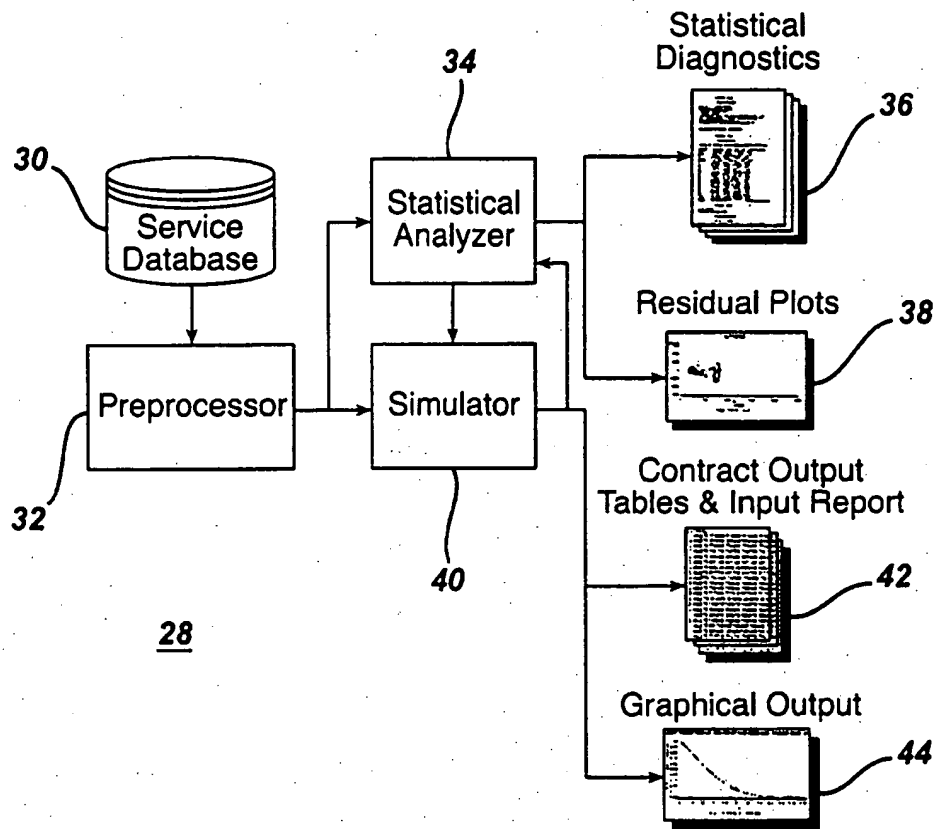 Statistical
Diagnostics
34
36
30
Service
Database
Statistical
Analyzer
Residual Plots
38
Preprocessor
Simulator
32
Contract Output
Tables & Input Report
40
42
28
Graphical Output
44